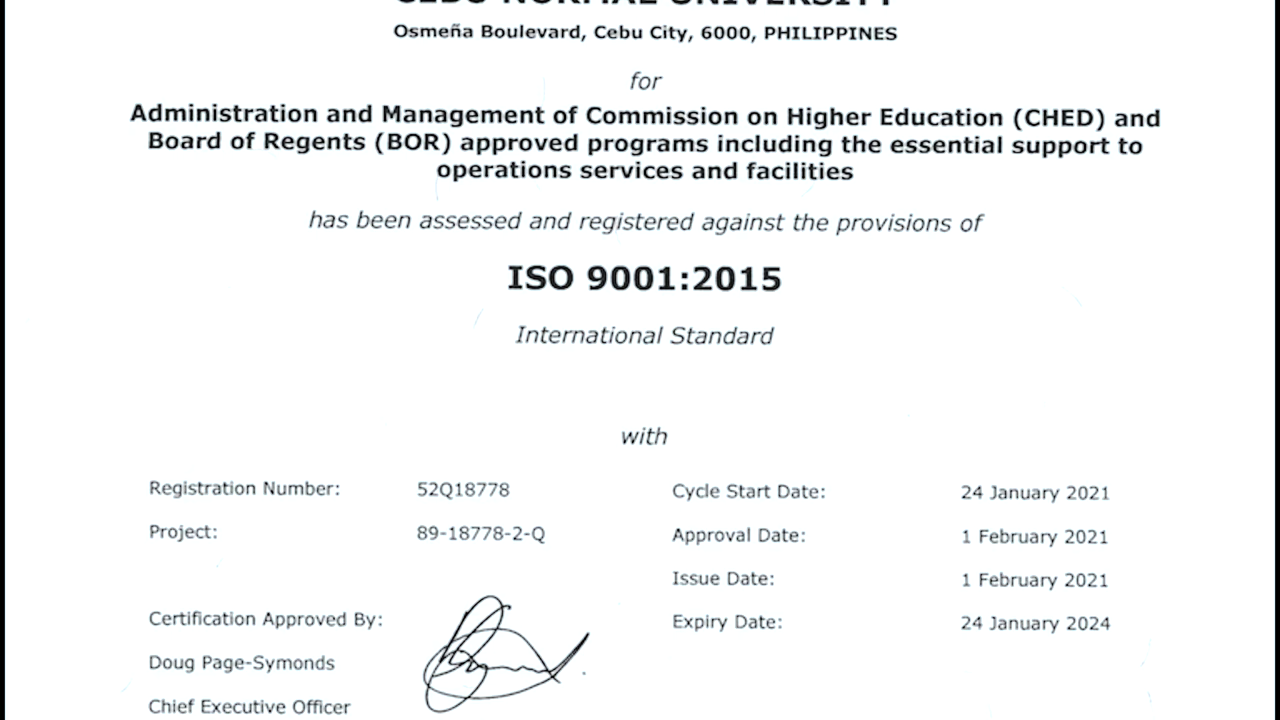 CEBU NORMAL UNIVERSITY
Osmeña Boulevard, Cebu City, 6000, PHILIPPINES
for
Administration and Management of Commission on Higher Education (CHED) and
Board of Regents (BOR) approved programs including the essential support to
operations services and facilities
has been assessed and registered against the provisions of
ISO 9001:2015
International Standard
with
Registration Number: 52Q18778 Cycle Start Date: 24 January 2021
Project: 89-18778-2-Q Approval Date: 1 February 2021
Issue Date: 1 February 2021
Certification Approved By: Expiry Date: 24 January 2024
Doug Page-Symonds
Chief Executive Officer